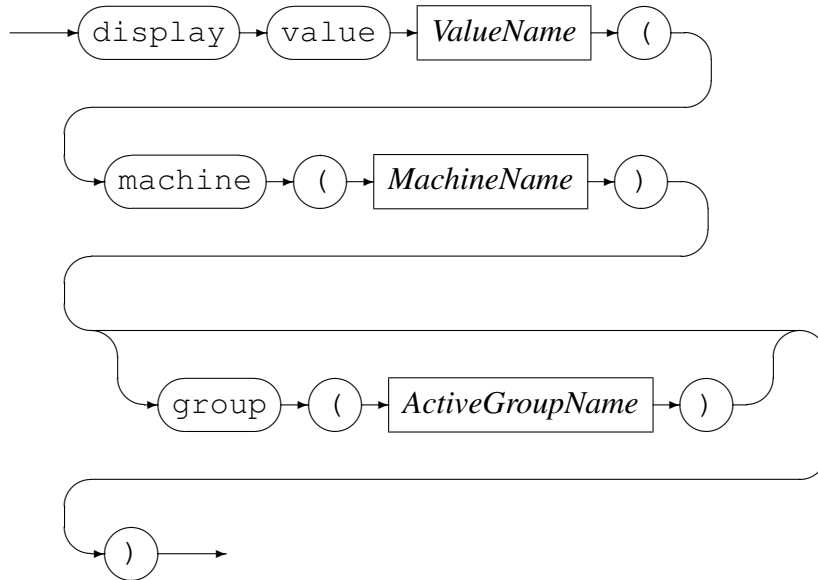 display value ValueName (
machine ( MachineName )
group ( ActiveGroupName )
)